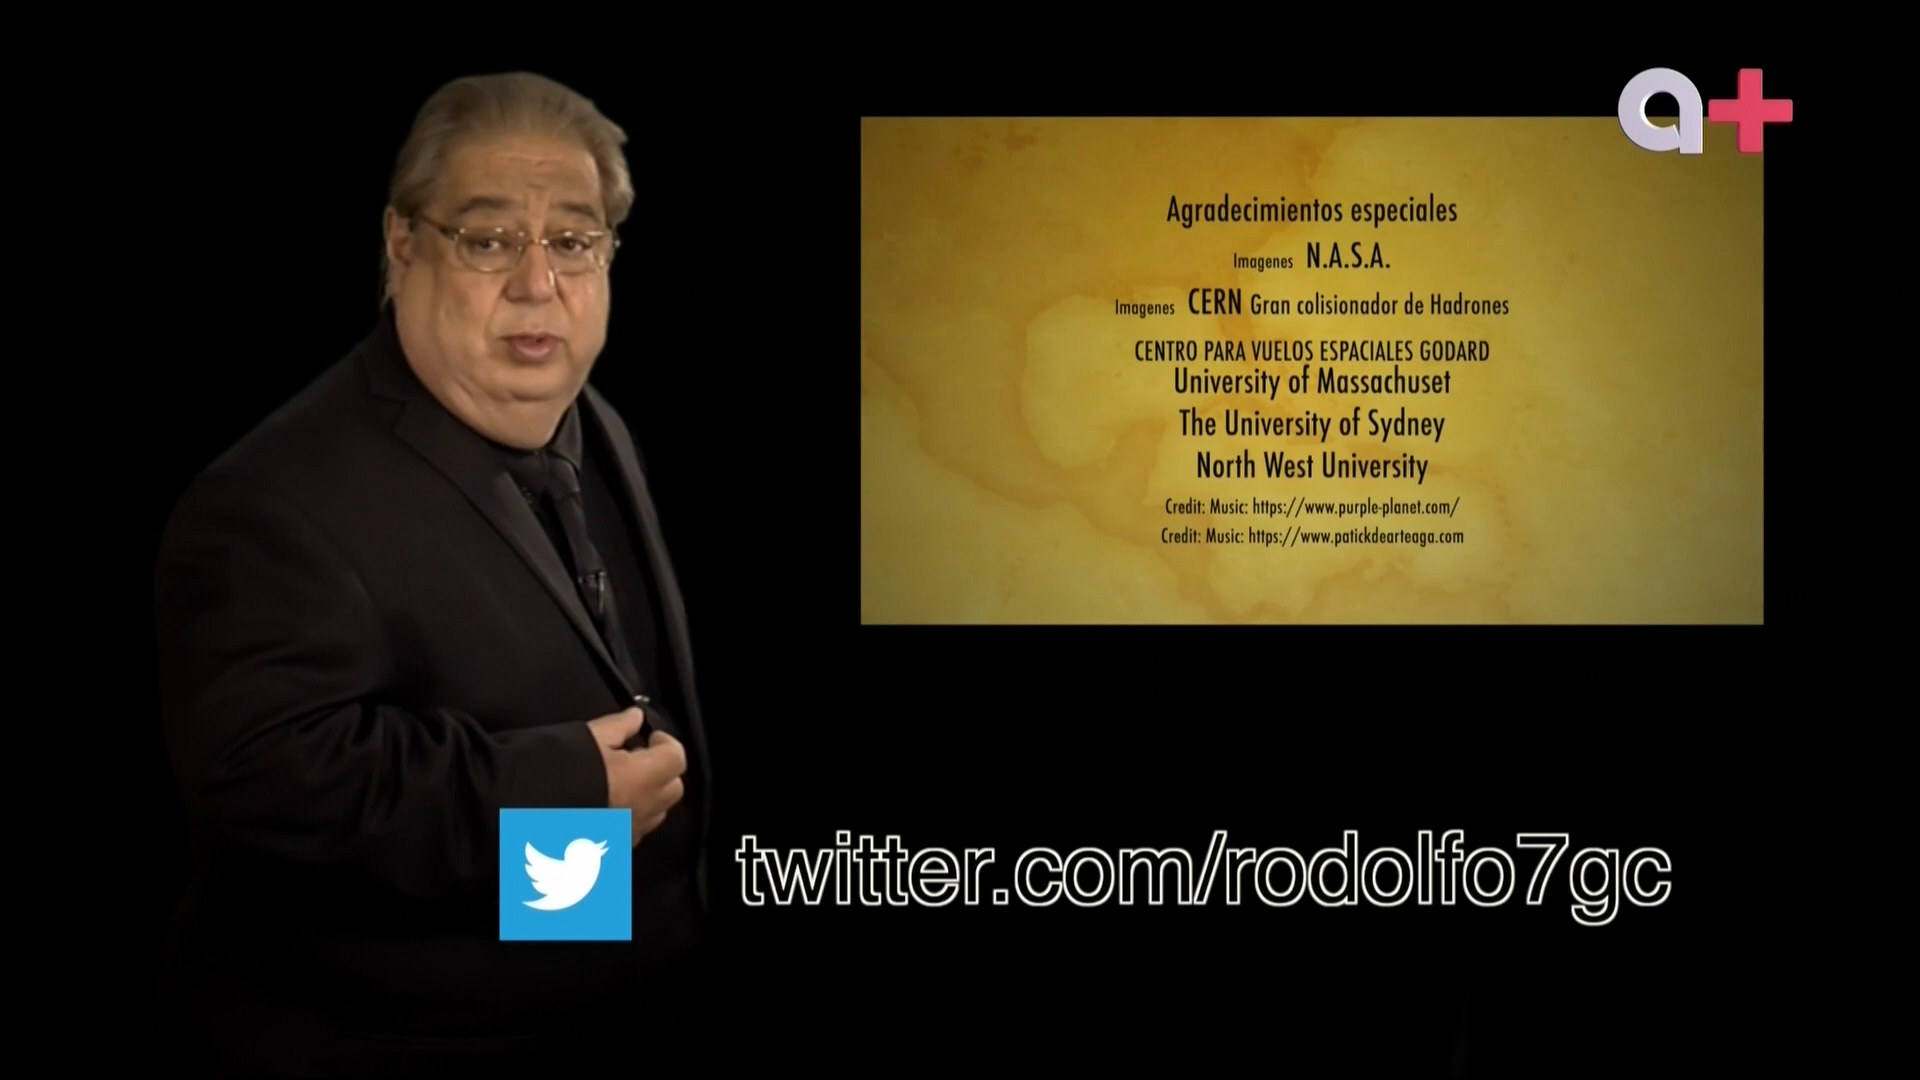 a+
Agradecimientos especiales
Imagenes N.A.S.A.
Imagenes CERN Gran colisionador de Hadrones
CENTRO PARA VUELOS ESPACIALES GODARD
University of Massachuset
The University of Sydney
North West University
Credit: Music: https://www.purple-planet.com/
Credit: Music: https://www.patickdearteaga.com
twitter.com/rodolfo7gc